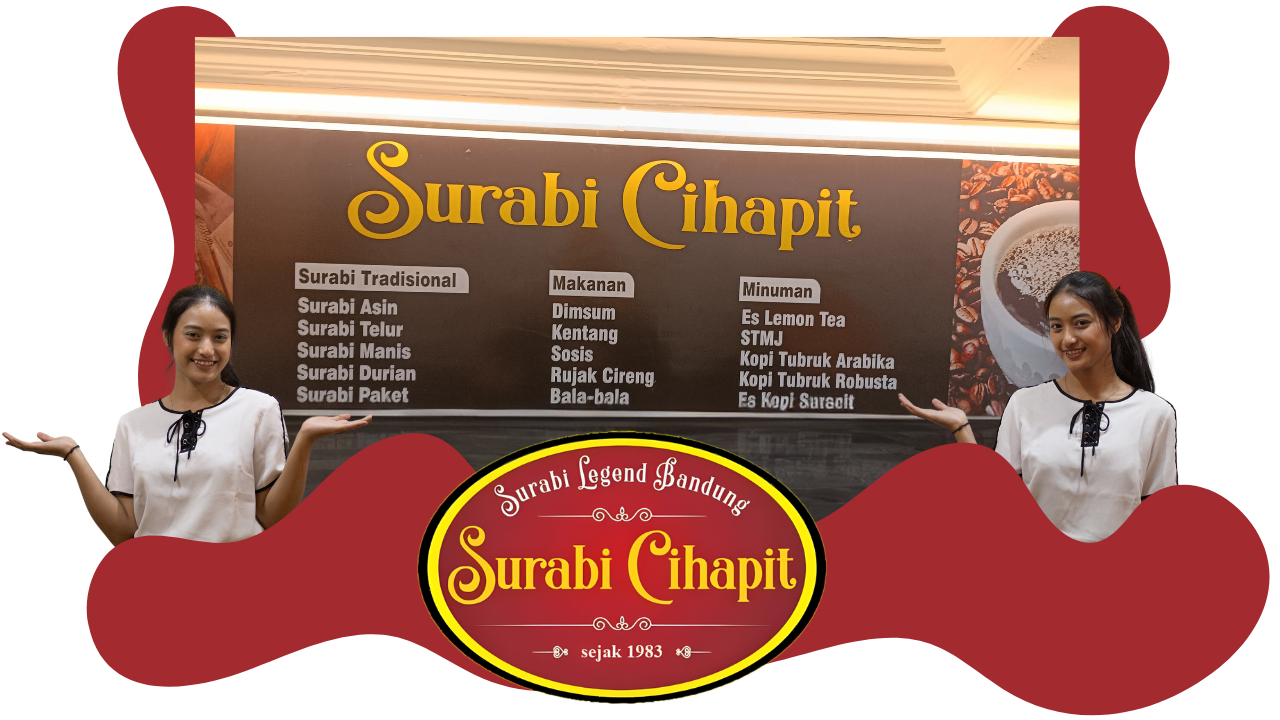 Surabi Cihapit
Surabi Tradisional
Surabi Asin
Surabi Telur
Surabi Manis
Surabi Durian
Surabi Paket
Makanan
Dimsum
Kentang
Sosis
Rujak Cireng
Bala-bala
Minuman
Es Lemon Tea
STMJ
Kopi Tubruk Arabika
Kopi Tubruk Robusta
Es Kopi
Surabi Legend Bandung
Surabi Cihapit
sejak 1983